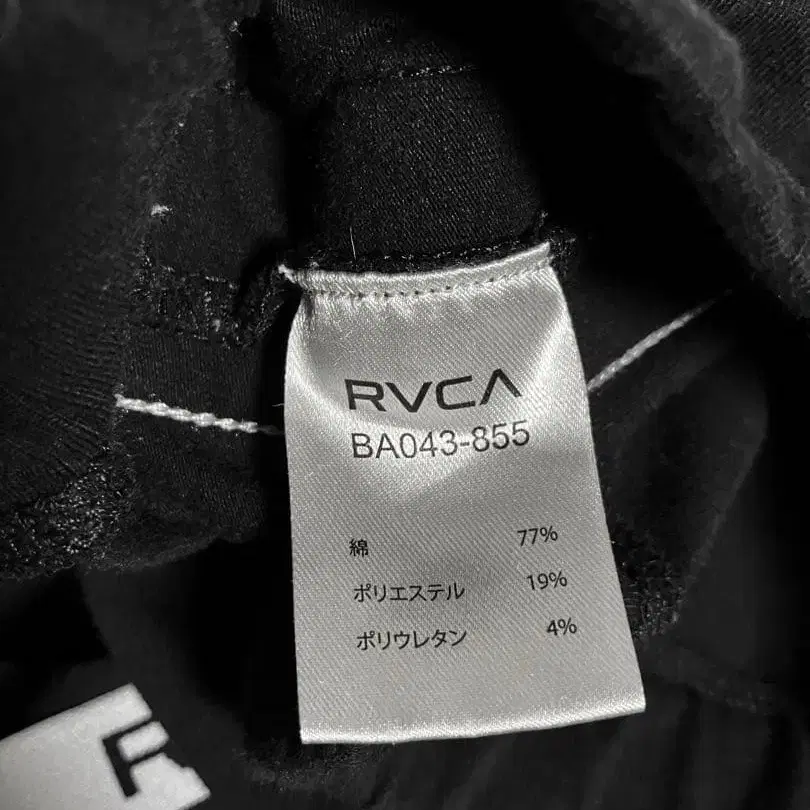 RVCA
BA043-855
綿 77%
ポリエステル 19%
ポリウレタン 4%
R